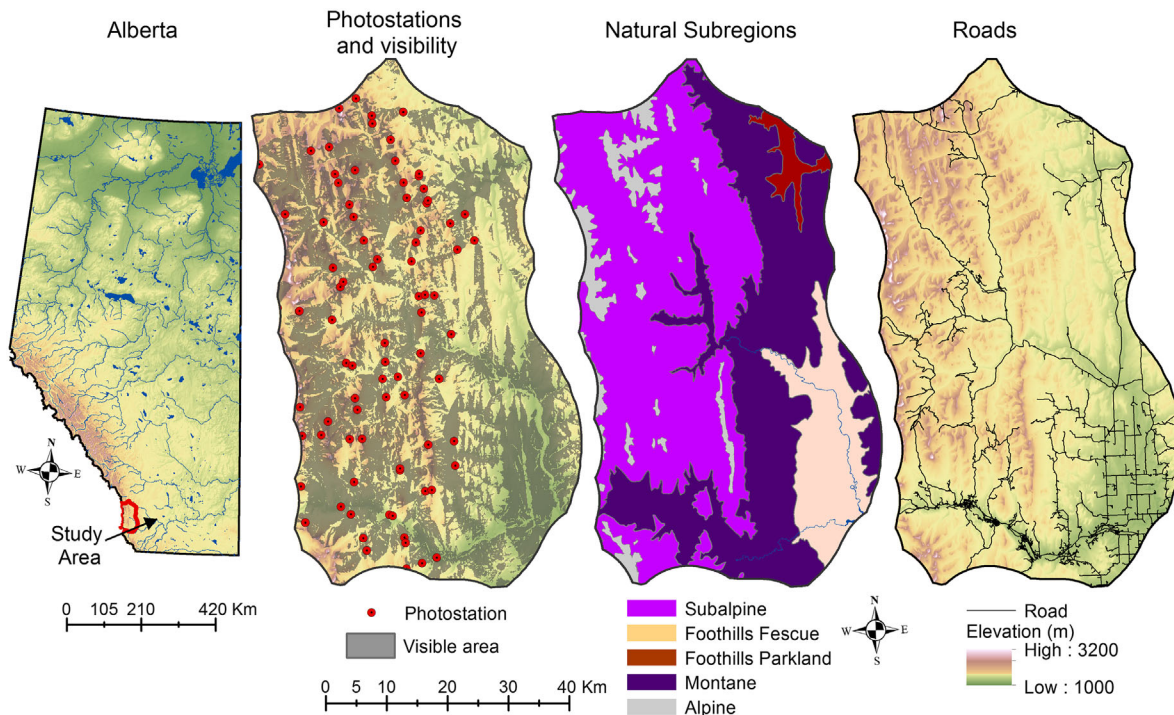 Alberta
Photostations
and visibility
Natural Subregions
Roads
N
W E
S
Study
Area
0 105 210 420 Km
Photostation
Visible area
0 5 10 20 30 40 Km
Subalpine
Foothills Fescue
Foothills Parkland
Montane
Alpine
N
W E
S
Road
Elevation (m)
High : 3200
Low : 1000